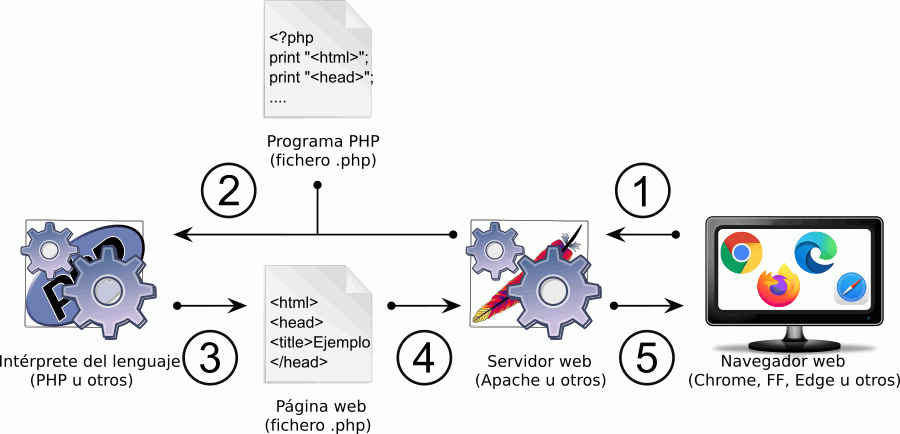 <?php
print "<html>";
print "<head>";
....
Programa PHP
(fichero .php)
2
1
PHP
<html>
<head>
<title>Ejemplo
</head>
3
4
5
Intérprete del lenguaje
(PHP u otros)
Servidor web
(Apache u otros)
Navegador web
(Chrome, FF, Edge u otros)
Página web
(fichero .php)